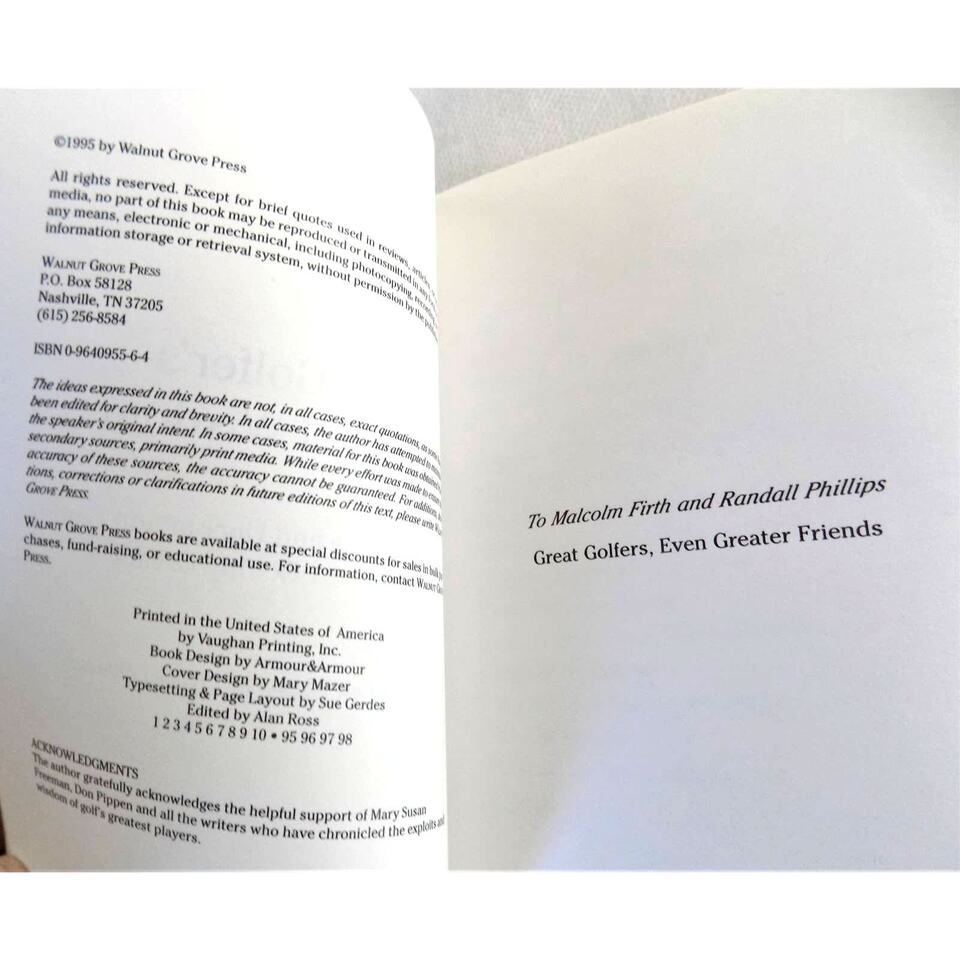 ©1995 by Walnut Grove Press
All rights reserved. Except for brief quotes used in reviews,
media, no part of this book may be reproduced or transmitted in any
any means, electronic or mechanical, including photocopying,
information storage or retrieval system, without permission by the
WALNUT GROVE PRESS
P.O. Box 58128
Nashville, TN 37205
(615) 256-8584
ISBN 0-9640955-6-4
The ideas expressed in this book are not, in all cases, exact quotations, as
been edited for clarity and brevity. In all cases, the author has attempted to
the speaker's original intent. In some cases, material for this book was obtained
secondary sources, primarily print media. While every effort was made to
accuracy of these sources, the accuracy cannot be guaranteed. For additions,
tions, corrections or clarifications in future editions of this text, please write
GROVE PRESS.
WALNUT GROVE PRESS books are available at special discounts for sales in bulk
chases, fund-raising, or educational use. For information, contact WALNUT
PRESS.
Printed in the United States of America
by Vaughan Printing, Inc.
Book Design by Armour&Armour
Cover Design by Mary Mazer
Typesetting & Page Layout by Sue Gerdes
Edited by Alan Ross
1 2 3 4 5 6 7 8 9 10 • 95 96 97 98
ACKNOWLEDGMENTS
The author gratefully acknowledges the helpful support of Mary Susan
Freeman, Don Pippen and all the writers who have chronicled the exploits and
wisdom of golf's greatest players.
To Malcolm Firth and Randall Phillips
Great Golfers, Even Greater Friends